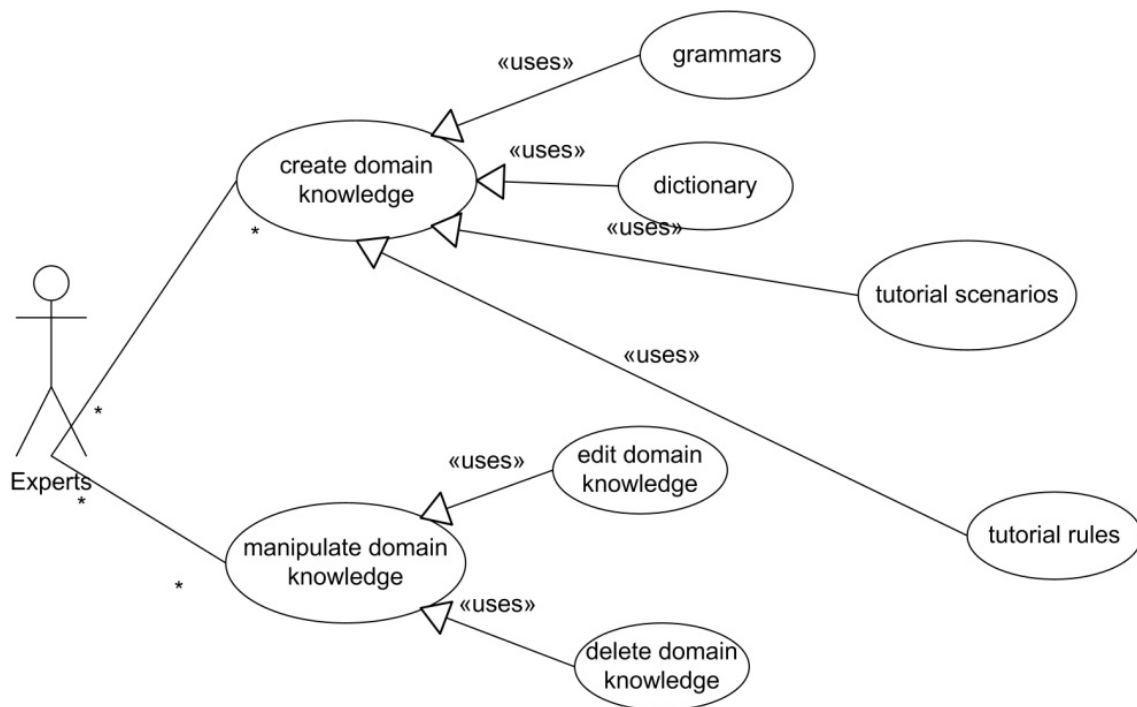 grammars
«uses»
«uses»
create domain
knowledge
dictionary
«uses»
*
tutorial scenarios
«uses»
*
edit domain
knowledge
«uses»
Experts
*
tutorial rules
manipulate domain
knowledge
*
«uses»
delete domain
knowledge